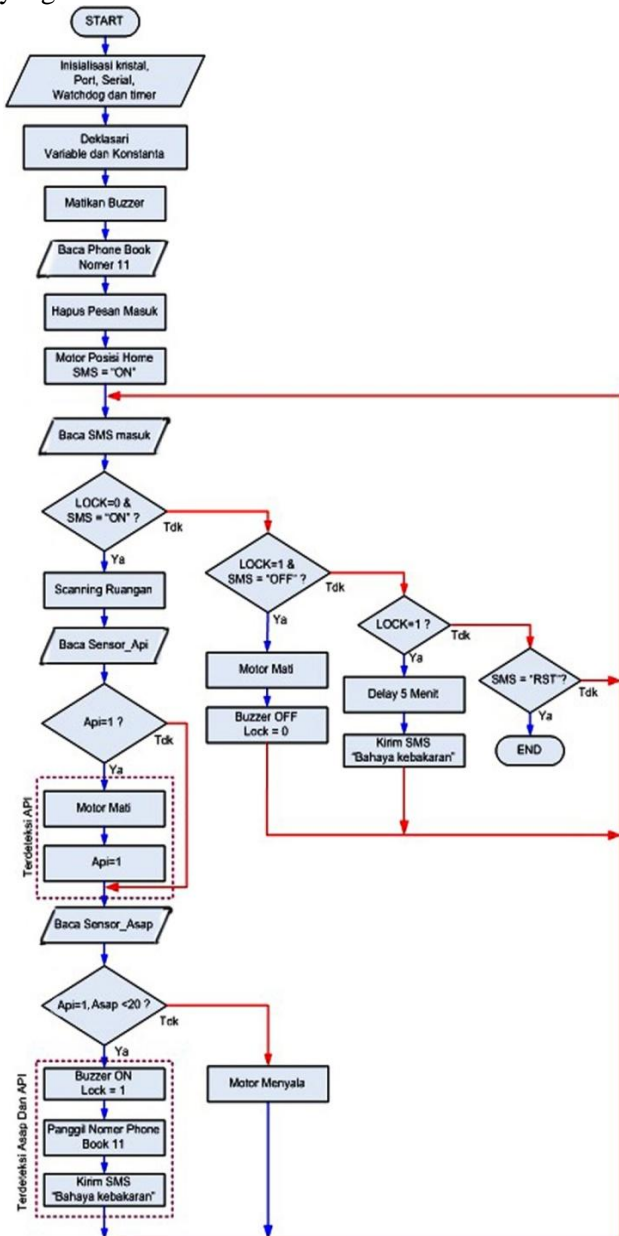 START
Inisialisasi kristal,
Port, Serial,
Watchdog dan timer
Deklasari
Variable dan Konstanta
Matikan Buzzer
Baca Phone Book
Nomer 11
Hapus Pesan Masuk
Motor Posisi Home
SMS = "ON"
Baca SMS masuk
LOCK=0 &
SMS = "ON" ?
Tdk
Ya
LOCK=1 &
SMS = "OFF" ?
Tdk
Ya
LOCK=1 ?
Tdk
Ya
SMS = "RST"?
Tdk
Ya
END
Scanning Ruangan
Baca Sensor_Api
Motor Mati
Buzzer OFF
Lock = 0
Delay 5 Menit
Kirim SMS
"Bahaya kebakaran"
Api=1 ?
Tdk
Ya
Terdeteksi API
Motor Mati
Api=1
Baca Sensor_Asap
Api=1, Asap <20 ?
Tdk
Ya
Motor Menyala
Terdeteksi Asap Dan API
Buzzer ON
Lock = 1
Panggil Nomer Phone
Book 11
Kirim SMS
"Bahaya kebakaran"